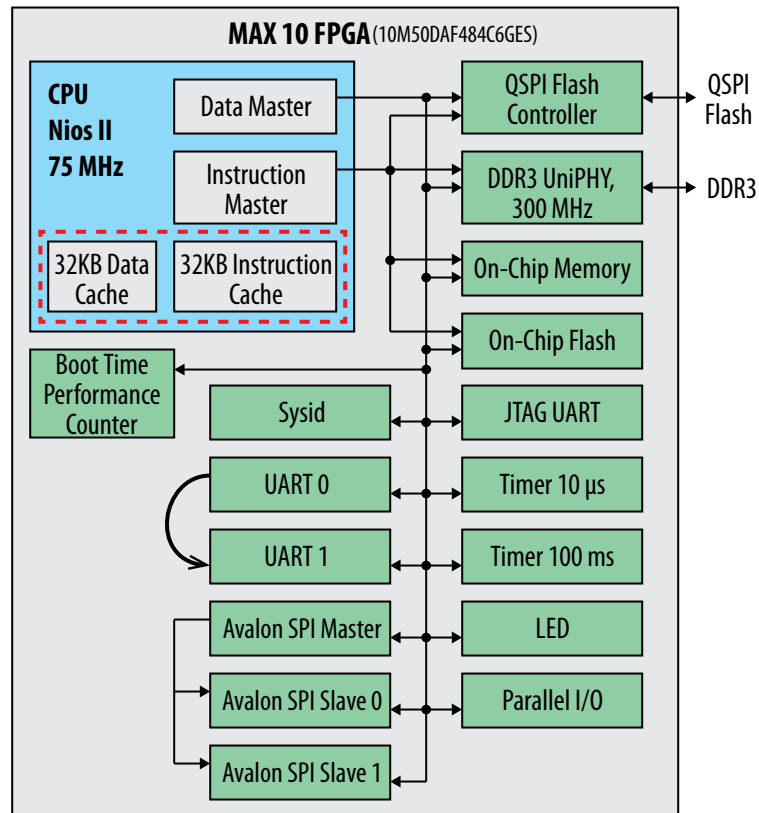 MAX 10 FPGA (10M50DAF484C6GES)
CPU
Nios II
75 MHz
Data Master
Instruction
Master
32KB Data
Cache
32KB Instruction
Cache
QSPI Flash
Controller
QSPI
Flash
DDR3 UniPHY,
300 MHz
DDR3
On-Chip Memory
On-Chip Flash
Boot Time
Performance
Counter
Sysid
JTAG UART
UART 0
Timer 10 µs
UART 1
Timer 100 ms
Avalon SPI Master
LED
Avalon SPI Slave 0
Parallel I/O
Avalon SPI Slave 1